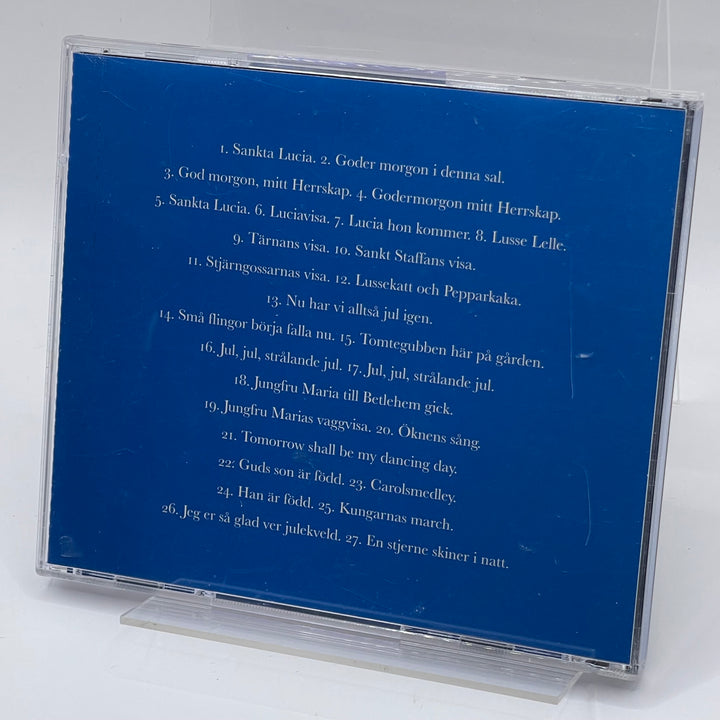 1. Sankta Lucia. 2. Goder morgon i denna sal.
3. God morgon, mitt Herrskap. 4. Godermorgon mitt Herrskap.
5. Sankta Lucia. 6. Luciavisa. 7. Lucia hon kommer. 8. Lusse Lelle.
9. Tärnans visa. 10. Sankt Staffans visa.
11. Stjärngossarnas visa. 12. Lussekatt och Pepparkaka.
13. Nu har vi alltså jul igen.
14. Små flingor börja falla nu. 15. Tomtegubben här på gården.
16. Jul, jul, strålande jul. 17. Jul, jul, strålande jul.
18. Jungfru Maria till Betlehem gick.
19. Jungfru Marias vaggvisa. 20. Öknens sång.
21. Tomorrow shall be my dancing day.
22. Guds son är född. 23. Carolsmedley.
24. Han är född. 25. Kungarnas march.
26. Jeg er så glad ver julekveld. 27. En stjerne skiner i natt.